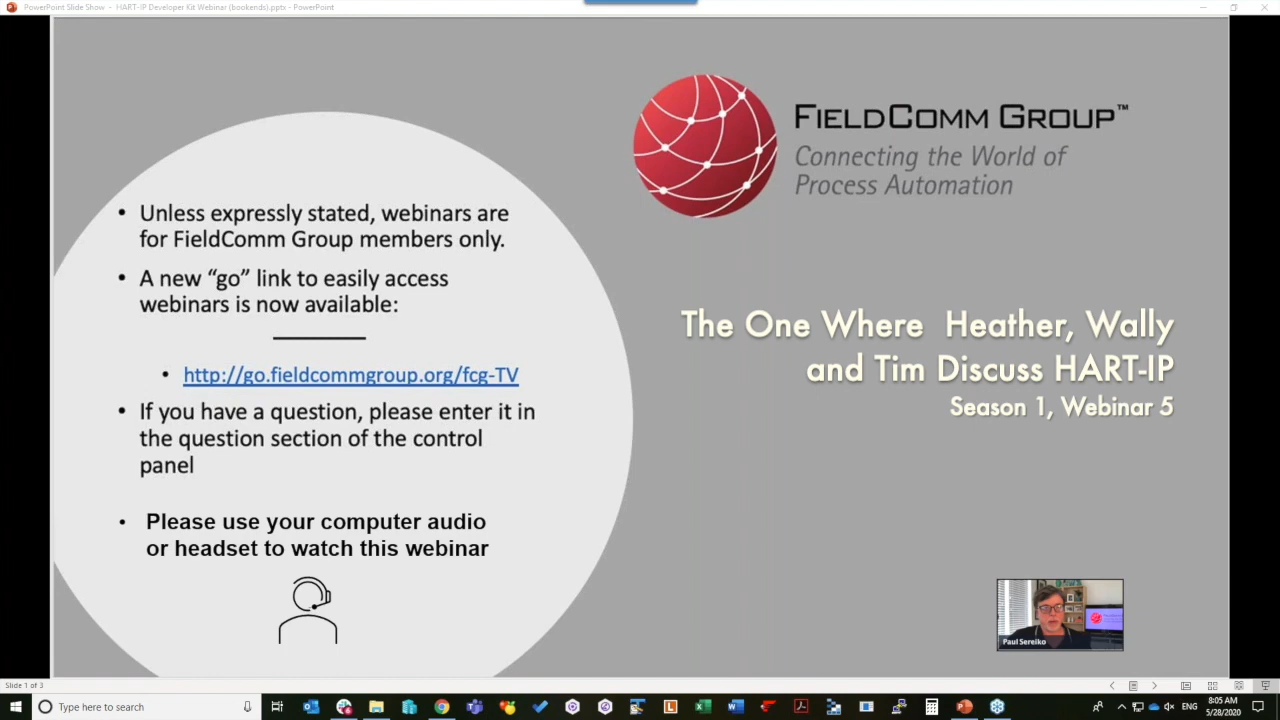 PowerPoint Slide Show - HART-IP Developer Kit Webinar (bookends).pptx - PowerPoint
FIELDCOMM GROUP™
Connecting the World of
Process Automation
• Unless expressly stated, webinars are
for FieldComm Group members only.
• A new “go” link to easily access
webinars is now available:
• http://go.fieldcommgroup.org/fcg-TV
• If you have a question, please enter it in
the question section of the control
panel
• Please use your computer audio
or headset to watch this webinar
The One Where Heather, Wally
and Tim Discuss HART-IP
Season 1, Webinar 5
Paul Sereiko
Slide 1 of 3
Type here to search
ENG
8:05 AM
5/28/2020